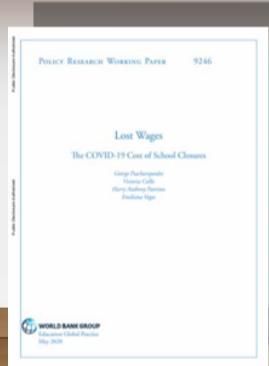 POLICY RESEARCH WORKING PAPER 9246
Lost Wages
The COVID-19 Cost of School Closures
George Psacharopoulos
Victoria Collis
Harry Anthony Patrinos
Emiliana Vegas
WORLD BANK GROUP
Education Global Practice
May 2020